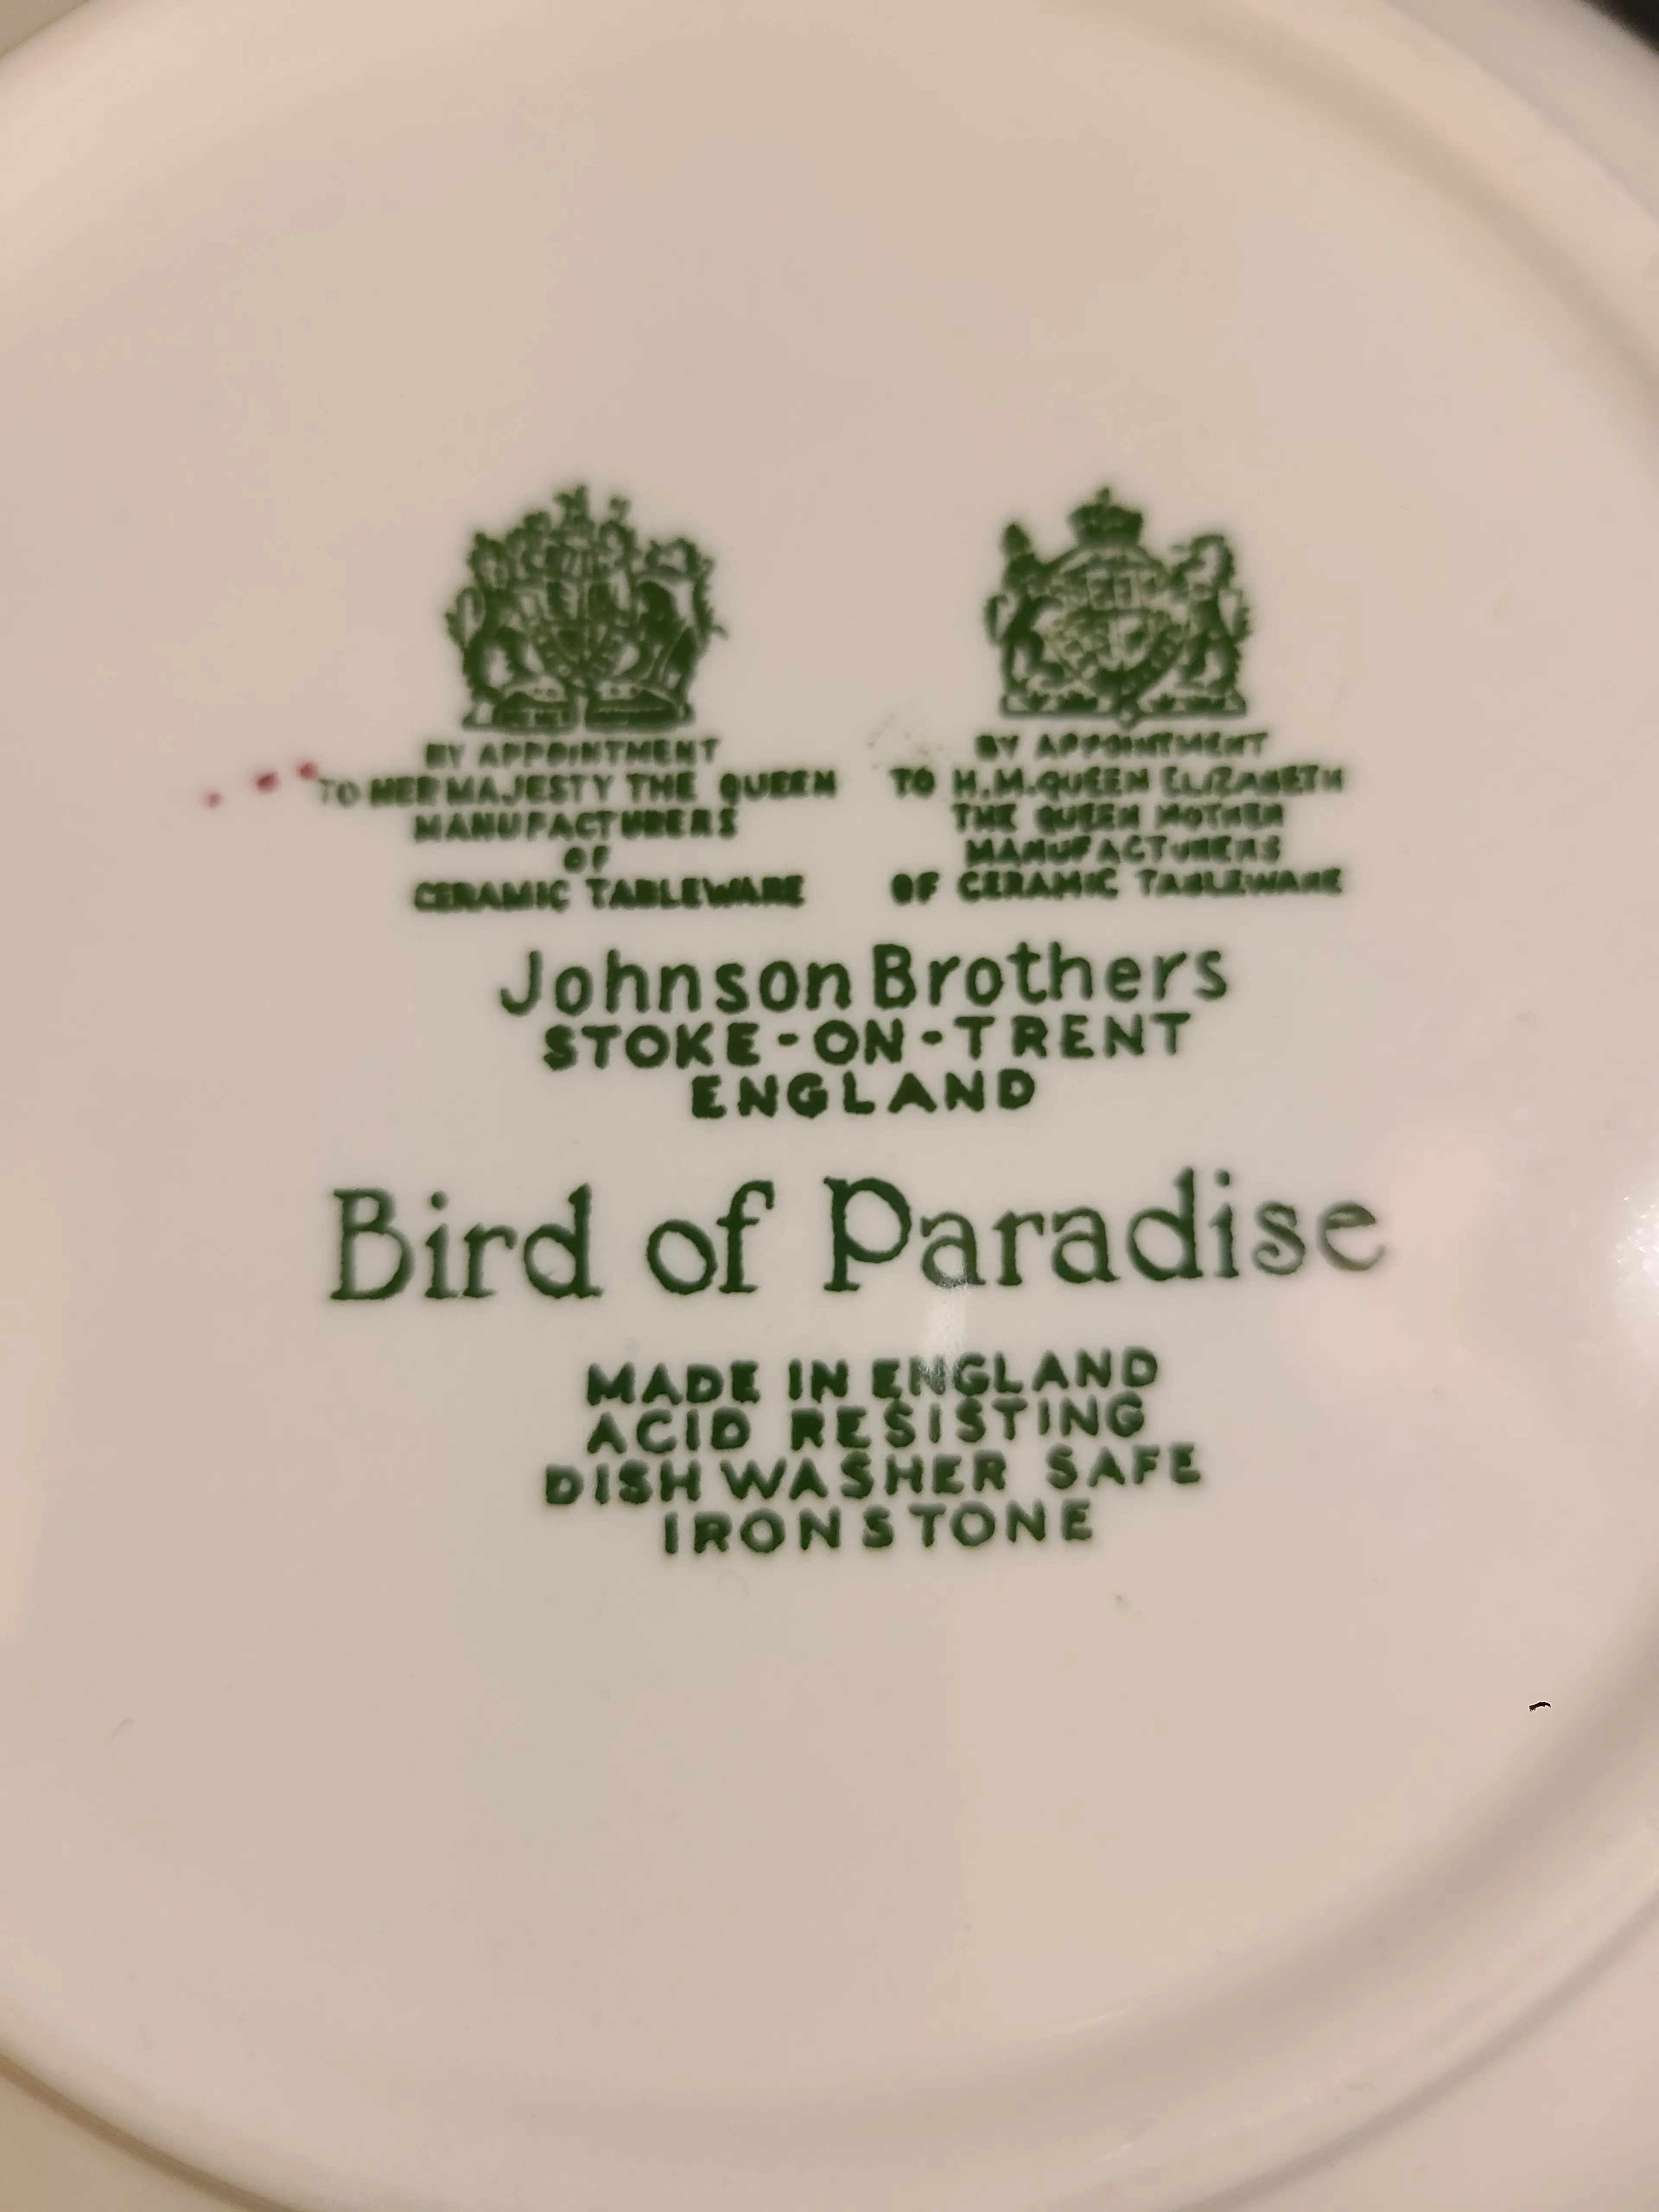 BY APPOINTMENT
TO HER MAJESTY THE QUEEN
MANUFACTURERS
OF
CERAMIC TABLEWARE
BY APPOINTMENT
TO H.M. QUEEN ELIZABETH
THE QUEEN MOTHER
MANUFACTURERS
OF CERAMIC TABLEWARE
Johnson Brothers
STOKE-ON-TRENT
ENGLAND
Bird of Paradise
MADE IN ENGLAND
ACID RESISTING
DISHWASHER SAFE
IRONSTONE